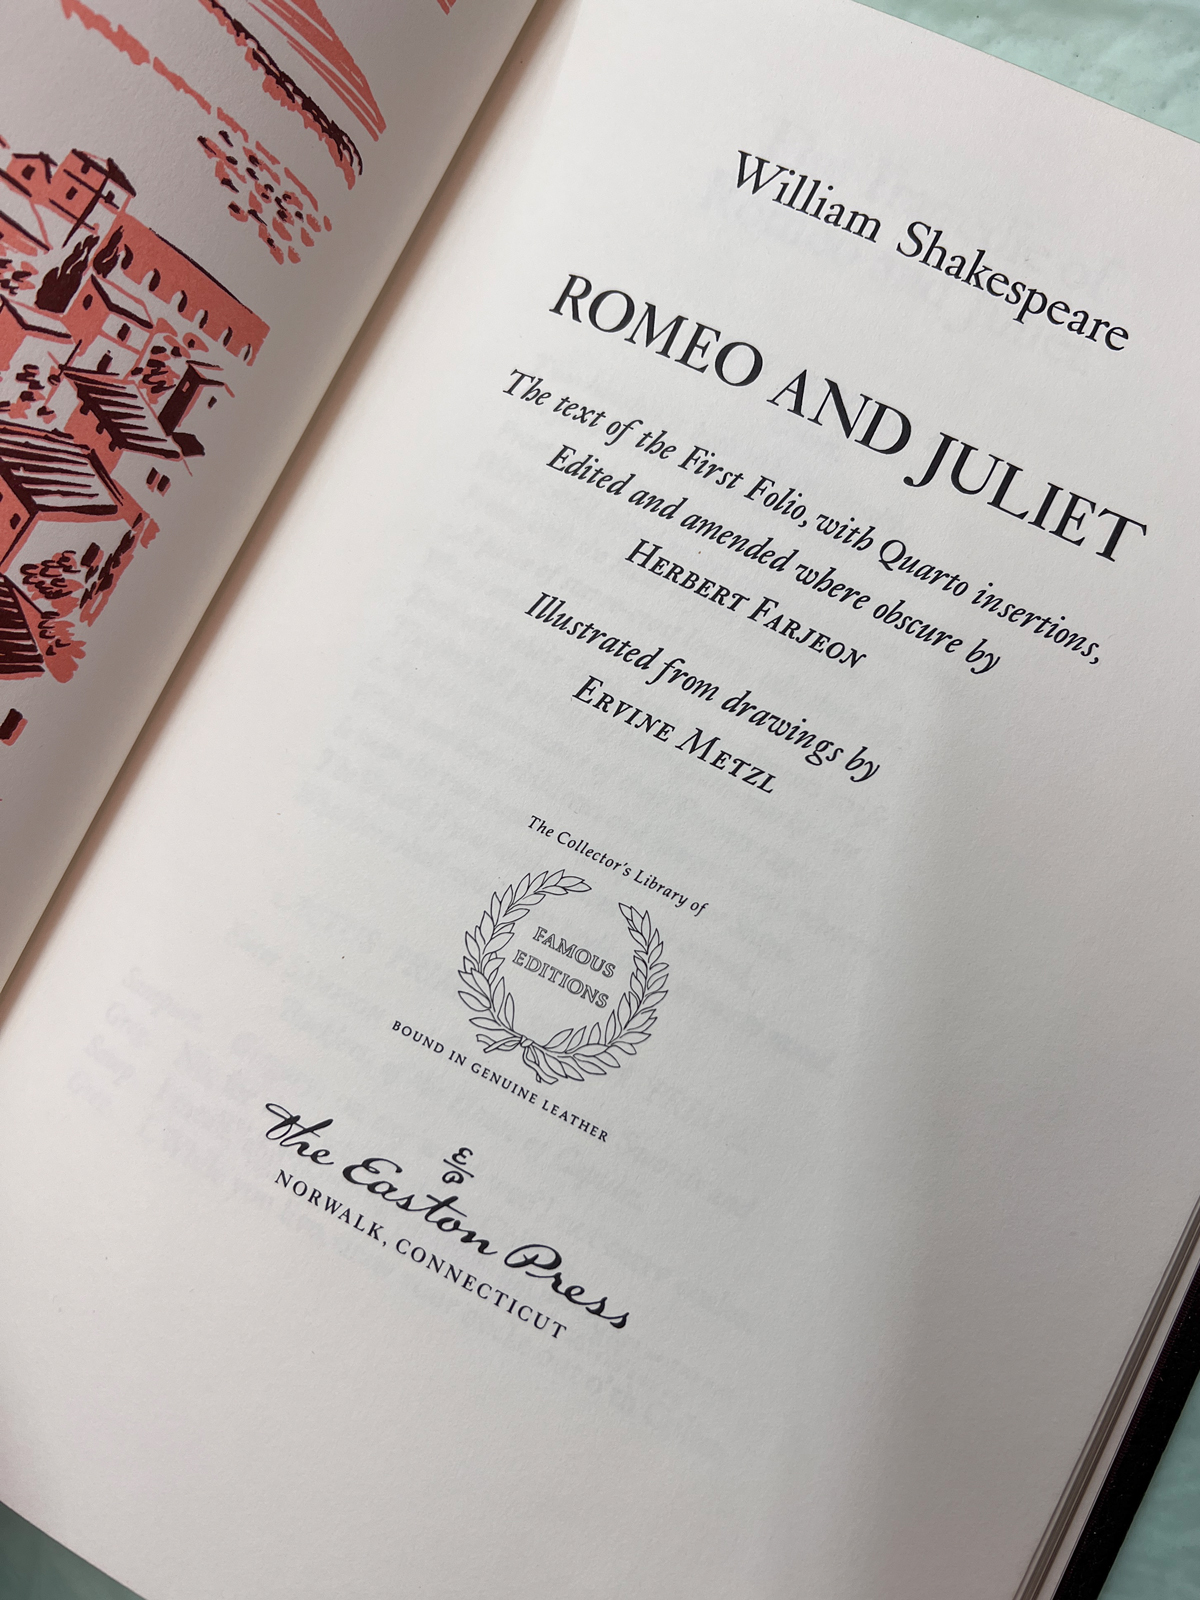 William Shakespeare
ROMEO AND JULIET
The text of the First Folio, with Quarto insertions,
Edited and amended where obscure by
HERBERT FARJEON
Illustrated from drawings by
ERVINE METZL
The Collector's Library of
FAMOUS
EDITIONS
BOUND IN GENUINE LEATHER
E
P
The Easton Press
NORWALK, CONNECTICUT